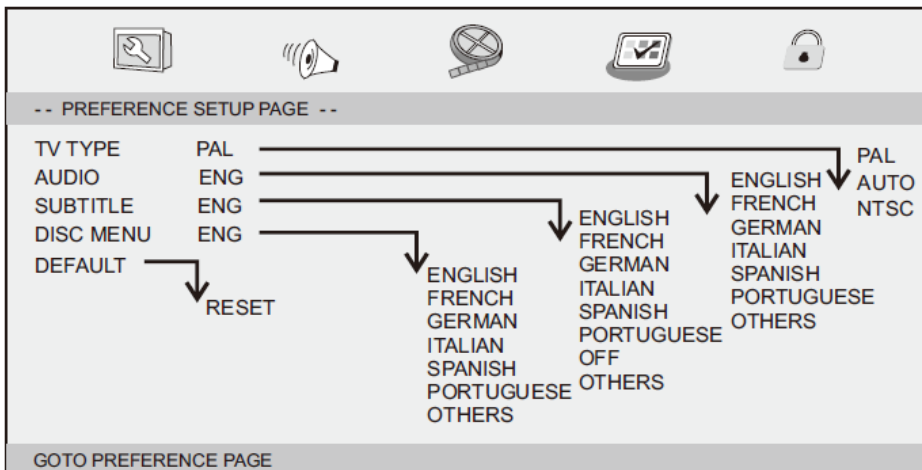 -- PREFERENCE SETUP PAGE --
TV TYPE PAL
AUDIO ENG
SUBTITLE ENG
DISC MENU ENG
DEFAULT
RESET
ENGLISH
FRENCH
GERMAN
ITALIAN
SPANISH
PORTUGUESE
OTHERS
ENGLISH
FRENCH
GERMAN
ITALIAN
SPANISH
PORTUGUESE
OFF
OTHERS
ENGLISH
FRENCH
GERMAN
ITALIAN
SPANISH
PORTUGUESE
OTHERS
PAL
AUTO
NTSC
GOTO PREFERENCE PAGE